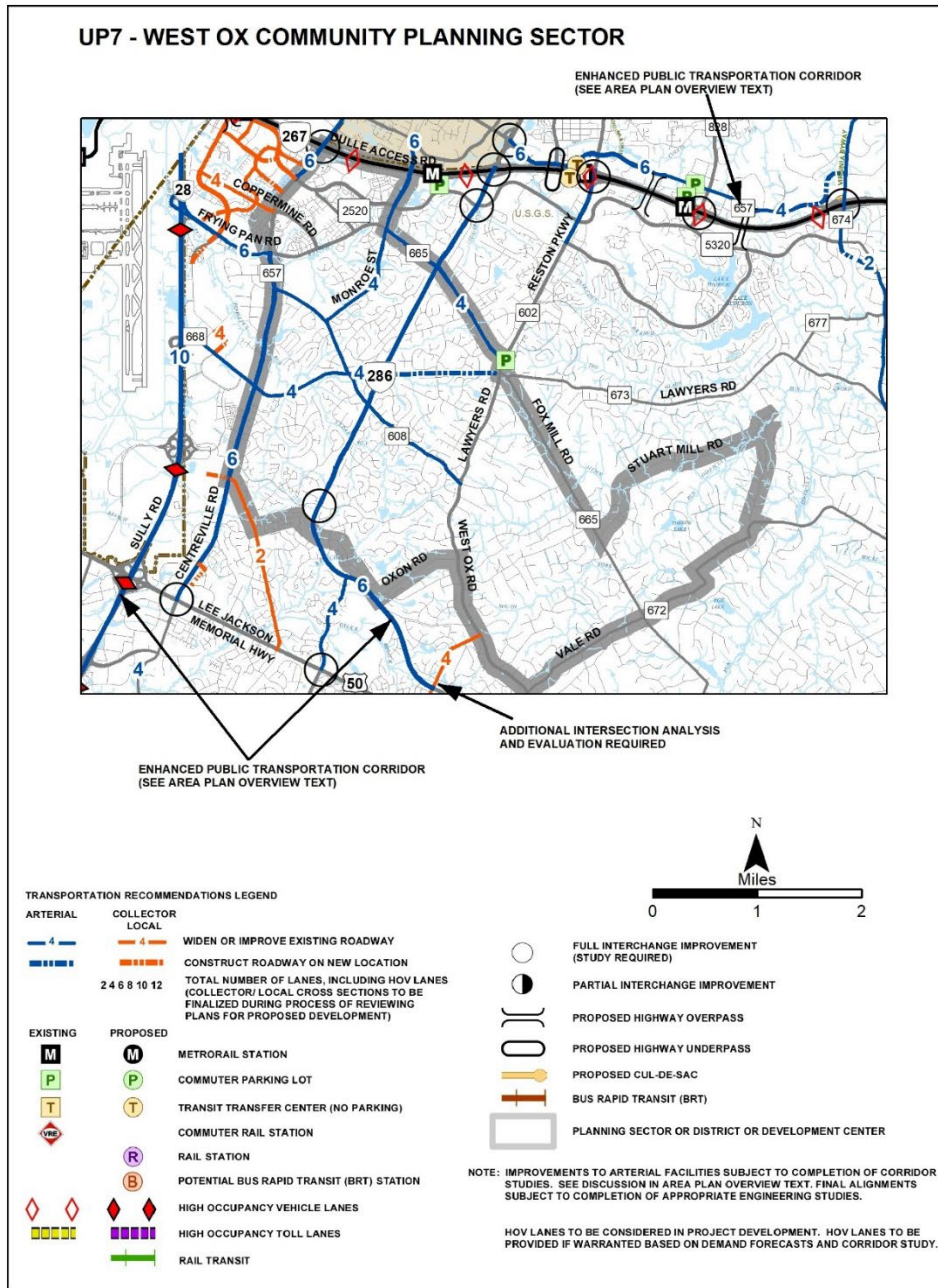 UP7 - WEST OX COMMUNITY PLANNING SECTOR
ENHANCED PUBLIC TRANSPORTATION CORRIDOR
(SEE AREA PLAN OVERVIEW TEXT)
267
DULLE ACCESS RD
828
6
6
6
6
T
T
M
P
P
M
4
28
COPPERMINE RD
2520
U.S.G.S.
657
4
674
FRYING PAN RD
6
657
MONROE ST
665
RESTON PKWY
5320
2
4
4
602
677
668
4
10
4
4
286
P
673
LAWYERS RD
LAWYERS RD
FOX MILL RD
608
STUART MILL RD
6
SULLY RD
CENTREVILLE RD
665
WEST OX RD
2
OXON RD
6
4
672
VALE RD
LEE JACKSON
MEMORIAL HWY
4
4
50
ADDITIONAL INTERSECTION ANALYSIS
AND EVALUATION REQUIRED
ENHANCED PUBLIC TRANSPORTATION CORRIDOR
(SEE AREA PLAN OVERVIEW TEXT)
N
Miles
0 1 2
TRANSPORTATION RECOMMENDATIONS LEGEND
ARTERIAL COLLECTOR
LOCAL
4 4 WIDEN OR IMPROVE EXISTING ROADWAY
CONSTRUCT ROADWAY ON NEW LOCATION
2 4 6 8 10 12 TOTAL NUMBER OF LANES, INCLUDING HOV LANES
(COLLECTOR/ LOCAL CROSS SECTIONS TO BE
FINALIZED DURING PROCESS OF REVIEWING
PLANS FOR PROPOSED DEVELOPMENT)
EXISTING PROPOSED
M M METRORAIL STATION
P P COMMUTER PARKING LOT
T T TRANSIT TRANSFER CENTER (NO PARKING)
VRE COMMUTER RAIL STATION
R RAIL STATION
B POTENTIAL BUS RAPID TRANSIT (BRT) STATION
HIGH OCCUPANCY VEHICLE LANES
HIGH OCCUPANCY TOLL LANES
RAIL TRANSIT
FULL INTERCHANGE IMPROVEMENT
(STUDY REQUIRED)
PARTIAL INTERCHANGE IMPROVEMENT
PROPOSED HIGHWAY OVERPASS
PROPOSED HIGHWAY UNDERPASS
PROPOSED CUL-DE-SAC
BUS RAPID TRANSIT (BRT)
PLANNING SECTOR OR DISTRICT OR DEVELOPMENT CENTER
NOTE: IMPROVEMENTS TO ARTERIAL FACILITIES SUBJECT TO COMPLETION OF CORRIDOR
STUDIES. SEE DISCUSSION IN AREA PLAN OVERVIEW TEXT. FINAL ALIGNMENTS
SUBJECT TO COMPLETION OF APPROPRIATE ENGINEERING STUDIES.
HOV LANES TO BE CONSIDERED IN PROJECT DEVELOPMENT. HOV LANES TO BE
PROVIDED IF WARRANTED BASED ON DEMAND FORECASTS AND CORRIDOR STUDY.